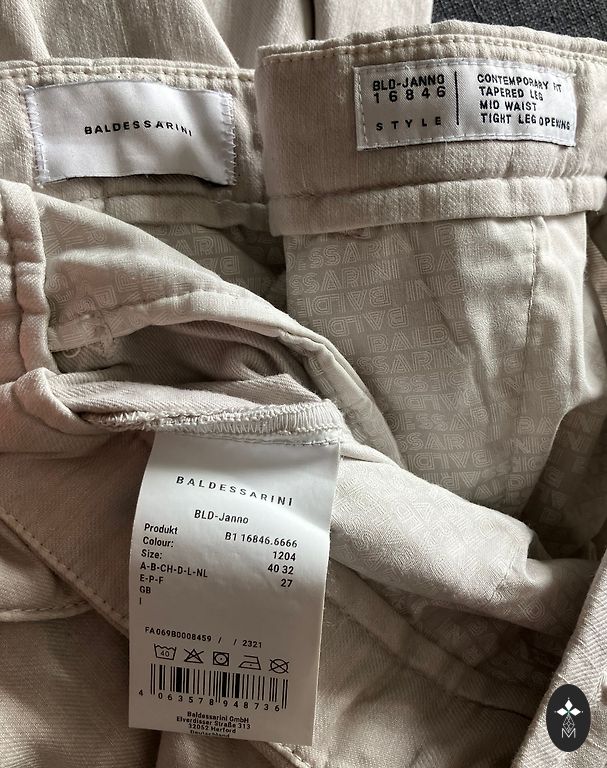 BALDESSARINI
BLD-JANNO
16846
STYLE
CONTEMPORARY FIT
TAPERED LEG
MID WAIST
TIGHT LEG OPENING
BALDESSARINI
BLD-Janno
Produkt B1 16846.6666
Colour: 1204
Size:
A-B-CH-D-L-NL 40 32
E-P-F 27
GB
I
FA069B0008459 / / 2321
40
4 063578 948736
Baldessarini GmbH
Elverdisser Straße 313
32052 Herford
Deutschland
M